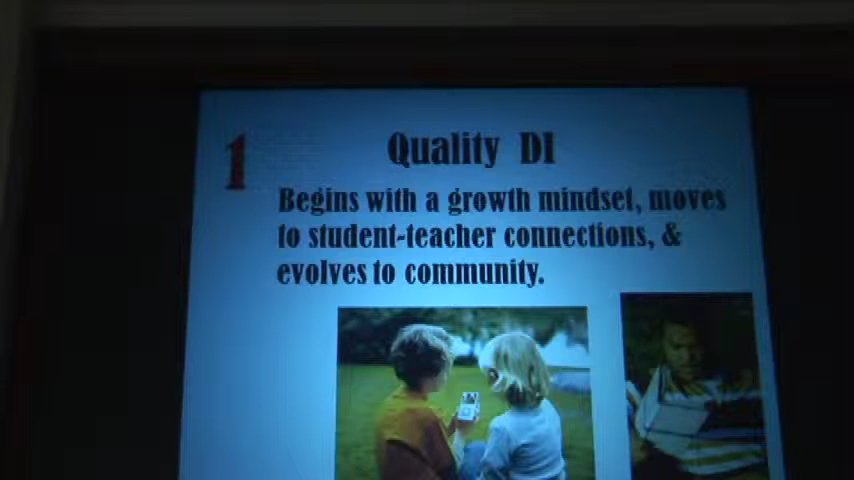 1
Quality DI
Begins with a growth mindset, moves
to student-teacher connections, &
evolves to community.